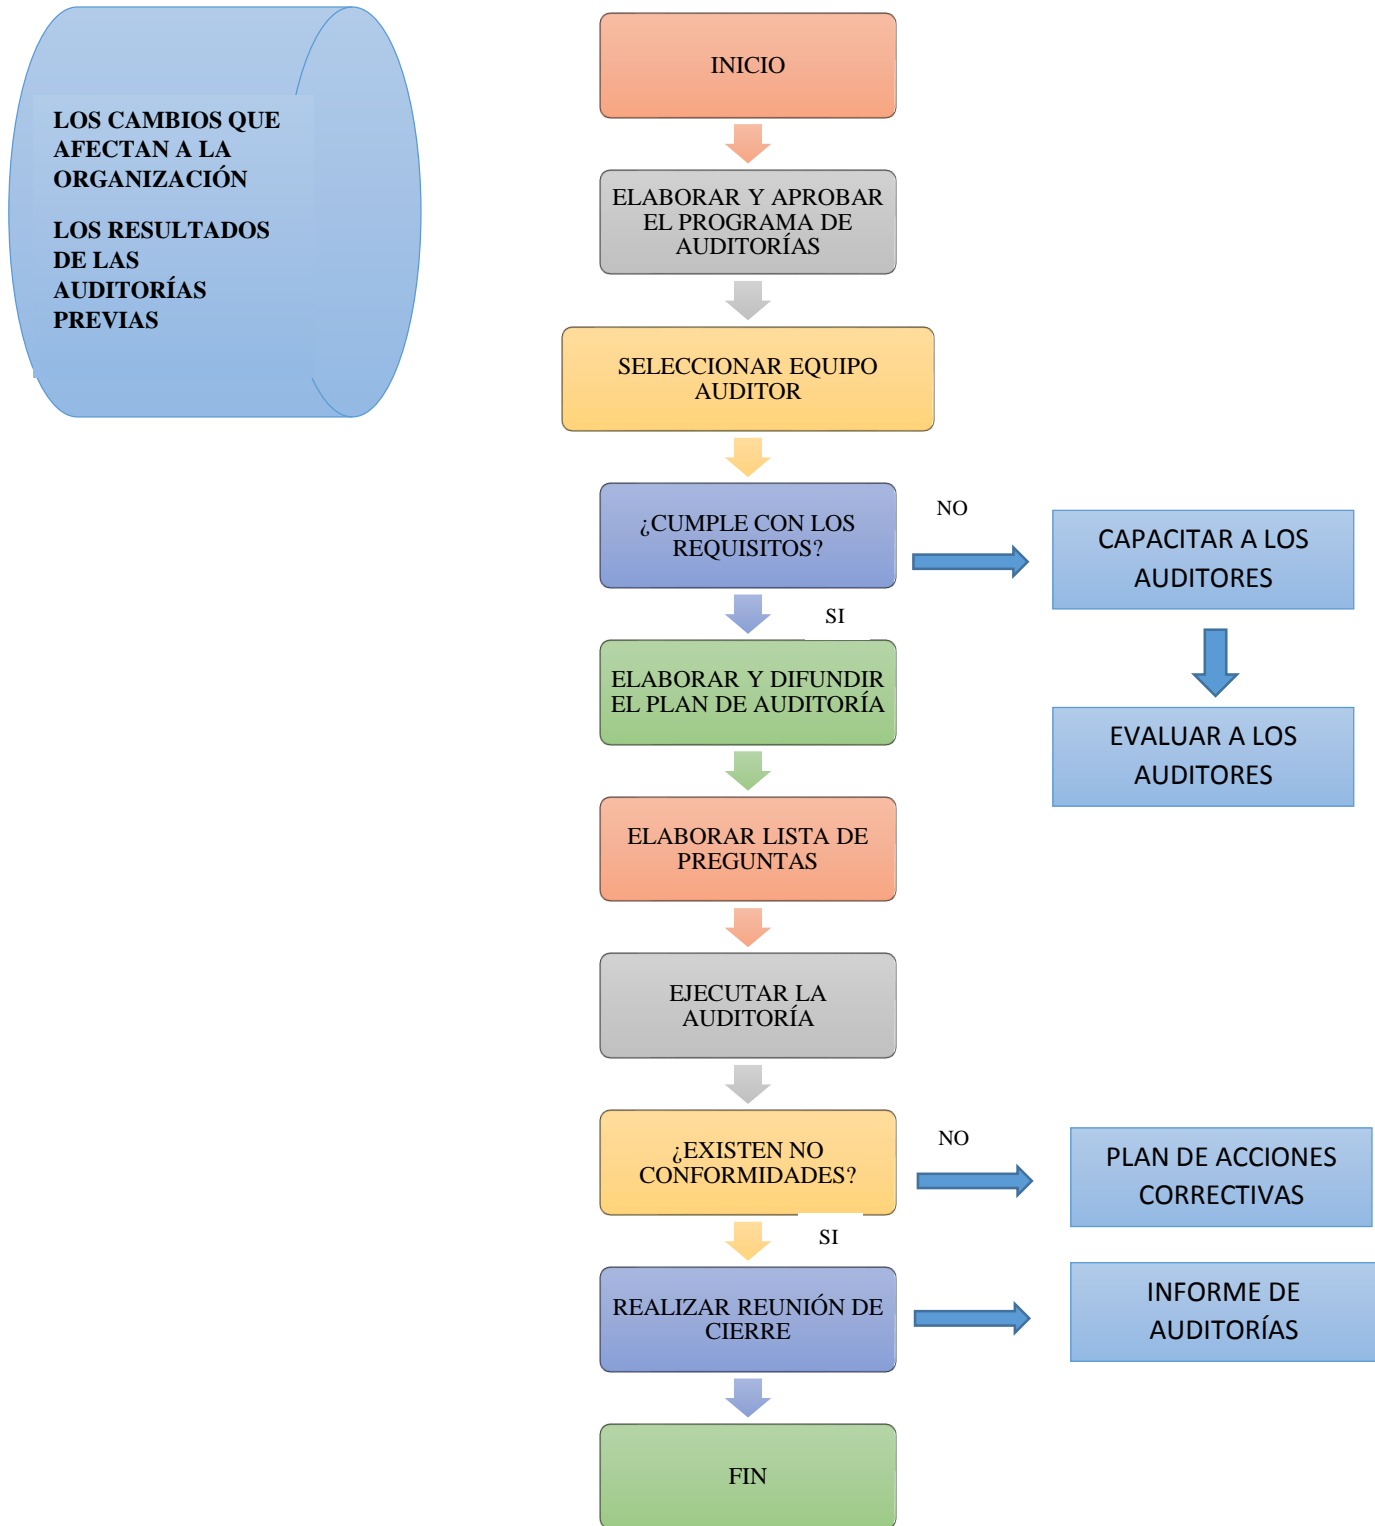 LOS CAMBIOS QUE
AFECTAN A LA
ORGANIZACIÓN
LOS RESULTADOS
DE LAS
AUDITORÍAS
PREVIAS
INICIO
ELABORAR Y APROBAR
EL PROGRAMA DE
AUDITORÍAS
SELECCIONAR EQUIPO
AUDITOR
¿CUMPLE CON LOS
REQUISITOS?
NO
CAPACITAR A LOS
AUDITORES
SI
EVALUAR A LOS
AUDITORES
ELABORAR Y DIFUNDIR
EL PLAN DE AUDITORÍA
ELABORAR LISTA DE
PREGUNTAS
EJECUTAR LA
AUDITORÍA
¿EXISTEN NO
CONFORMIDADES?
NO
PLAN DE ACCIONES
CORRECTIVAS
SI
REALIZAR REUNIÓN DE
CIERRE
INFORME DE
AUDITORÍAS
FIN